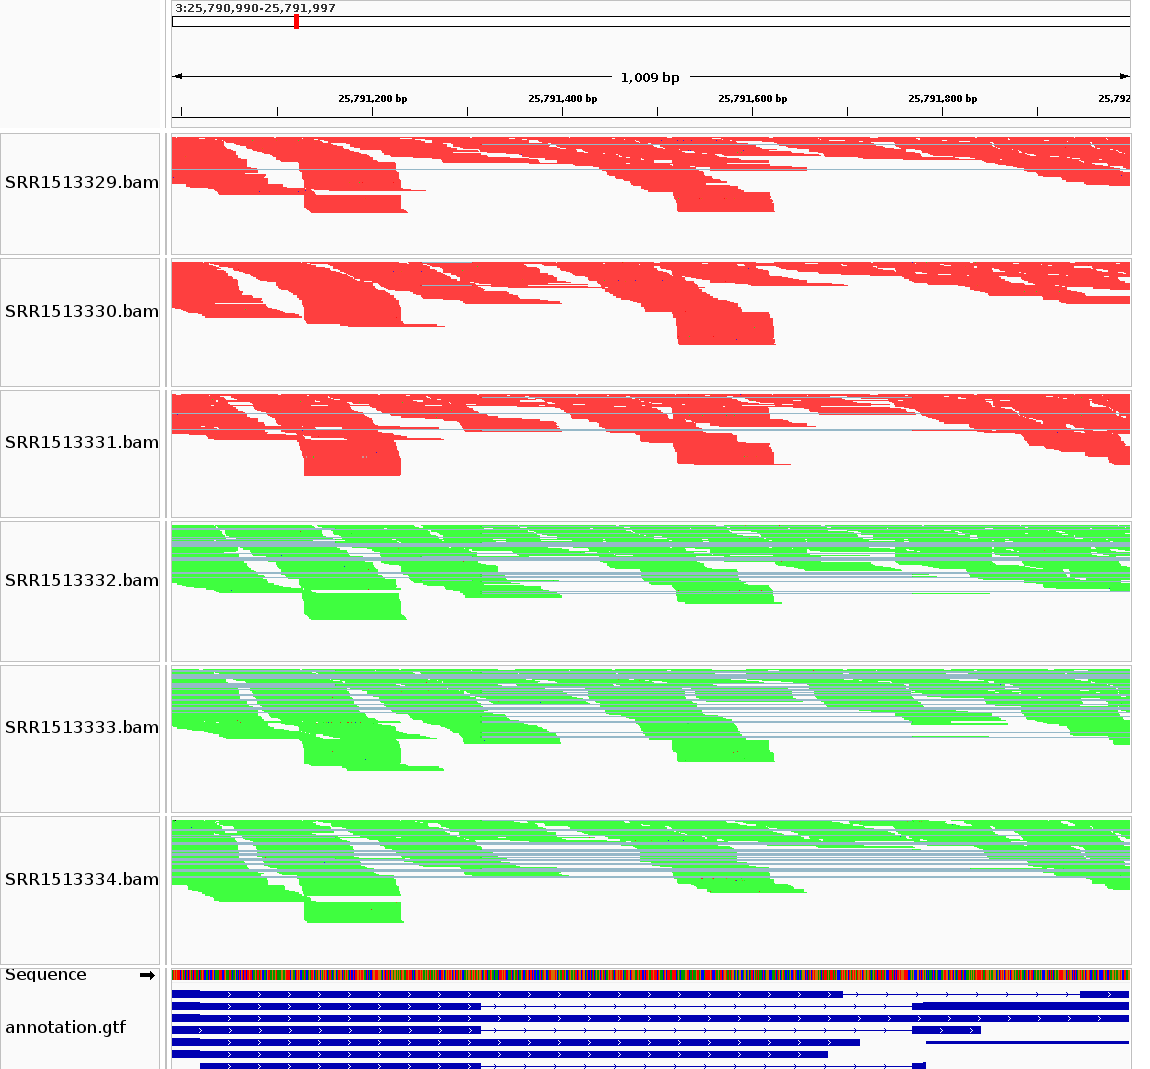 3:25,790,990-25,791,997
1,009 bp
25,791,200 bp 25,791,400 bp 25,791,600 bp 25,791,800 bp 25,792
SRR1513329.bam
SRR1513330.bam
SRR1513331.bam
SRR1513332.bam
SRR1513333.bam
SRR1513334.bam
Sequence
annotation.gtf